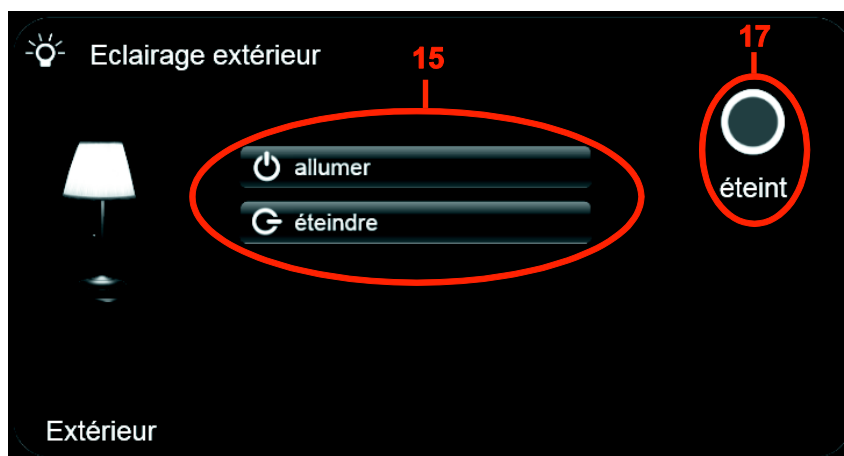 Eclairage extérieur
15
17
allumer
éteindre
éteint
Extérieur